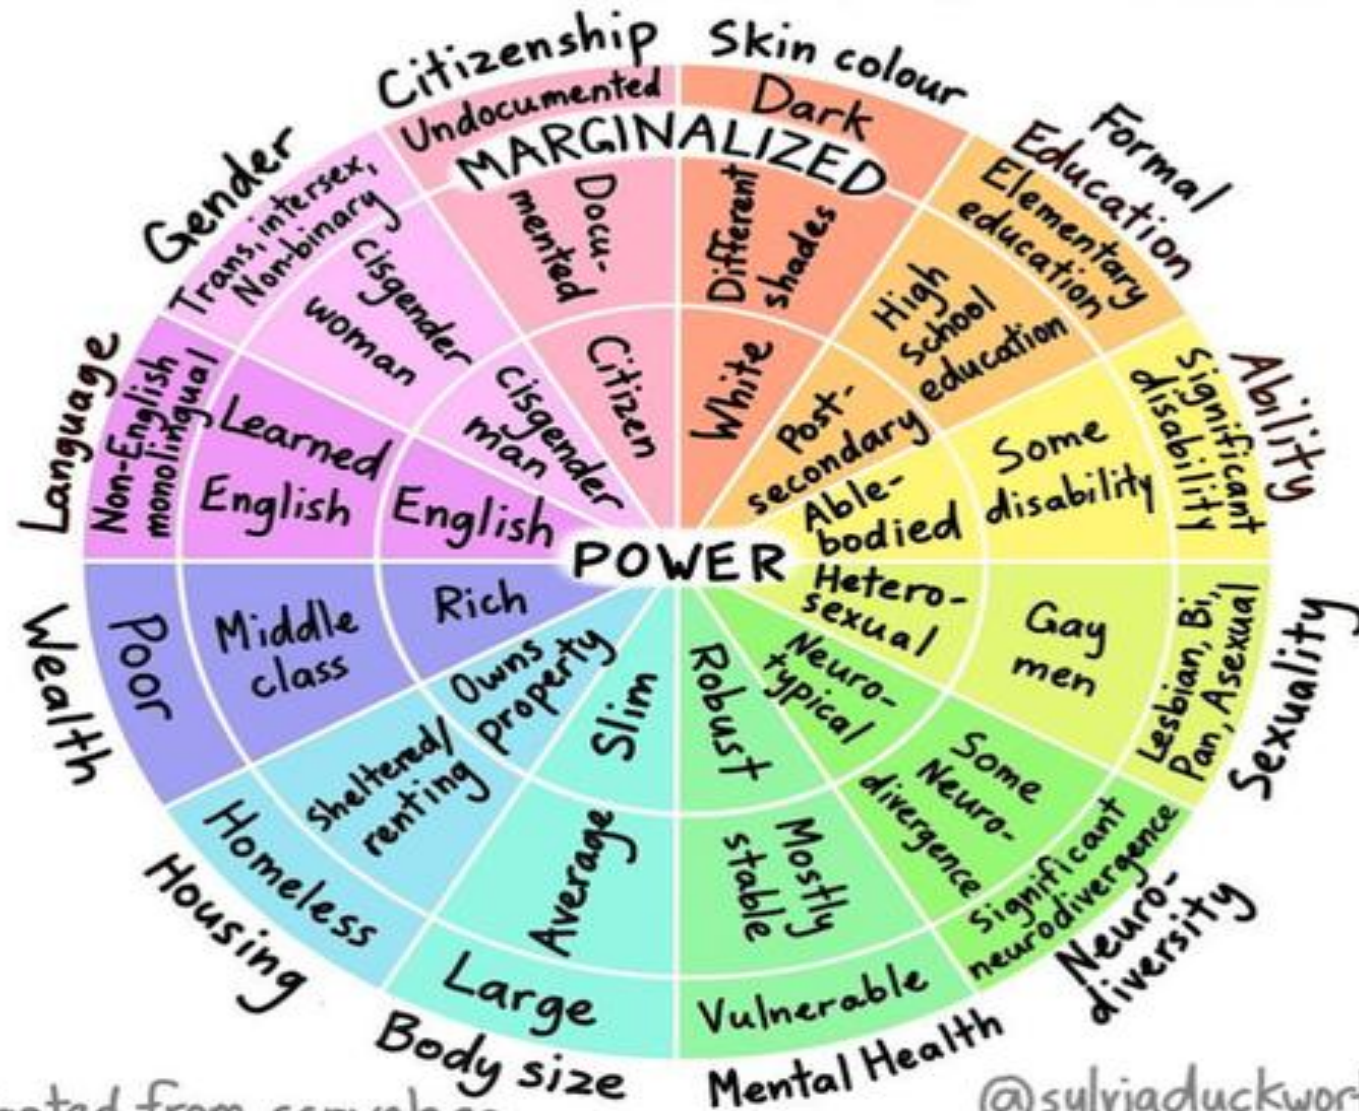 Citizenship
Undocumented
Docu-
mented
Citizen
Skin colour
Dark
Different
shades
White
Formal
Education
Elementary
education
High
school
education
Post-
secondary
Ability
Significant
disability
Some
disability
Able-
bodied
Sexuality
Lesbian, Bi,
Pan, Asexual
Gay
men
Hetero-
sexual
Neuro-
diversity
Significant
neurodivergence
Some
Neuro-
divergence
Neuro-
typical
Mental Health
Vulnerable
Mostly
stable
Robust
Body size
Large
Average
Slim
Housing
Homeless
Sheltered/
renting
Owns
property
Wealth
Poor
Middle
class
Rich
Language
Non-English
monolingual
Learned
English
English
Gender
Trans, intersex,
Non-binary
cisgender
woman
cisgender
man
MARGINALIZED
POWER
from
@sylviaduckwor